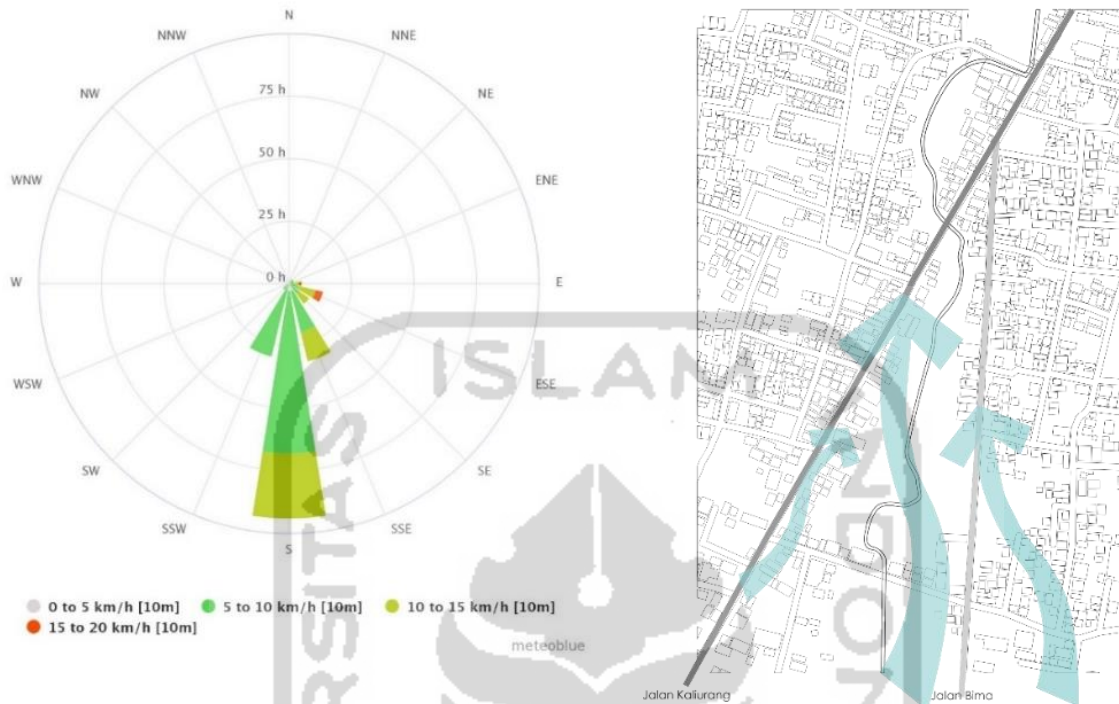 N
NNW
NNE
NW
NE
75 h
50 h
WNW
ENE
25 h
0 h
W
E
WSW
ESE
SW
SE
SSW
SSE
S
0 to 5 km/h [10m]
5 to 10 km/h [10m]
10 to 15 km/h [10m]
15 to 20 km/h [10m]
meteoblue
Jalan Kaliurang
Jalan Bima
ISLAM